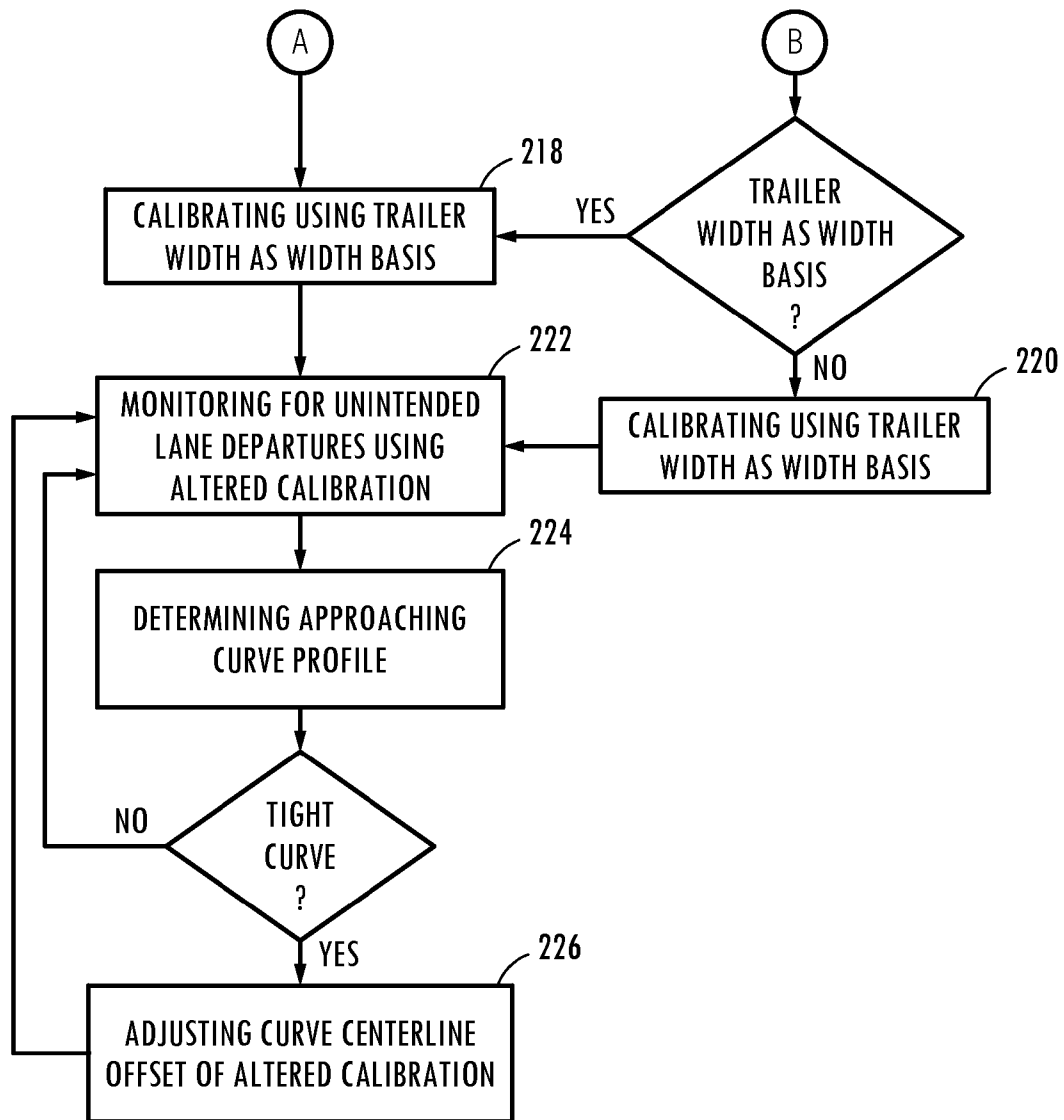 A
B
218
CALIBRATING USING TRAILER
WIDTH AS WIDTH BASIS
YES
TRAILER
WIDTH AS WIDTH
BASIS
?
222
MONITORING FOR UNINTENDED
LANE DEPARTURES USING
ALTERED CALIBRATION
NO
220
CALIBRATING USING TRAILER
WIDTH AS WIDTH BASIS
224
DETERMINING APPROACHING
CURVE PROFILE
NO
TIGHT
CURVE
?
YES
226
ADJUSTING CURVE CENTERLINE
OFFSET OF ALTERED CALIBRATION